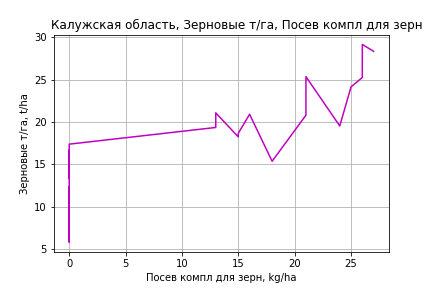 Калужская область, Зерновые т/га, Посев компл для зерн
30
25
20
15
10
5
Зерновые т/га, t/ha
0 5 10 15 20 25
Посев компл для зерн, kg/ha